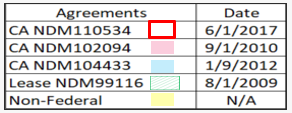 Agreements Date
CA NDM110534 6/1/2017
CA NDM102094 9/1/2010
CA NDM104433 1/9/2012
Lease NDM99116 8/1/2009
Non-Federal N/A